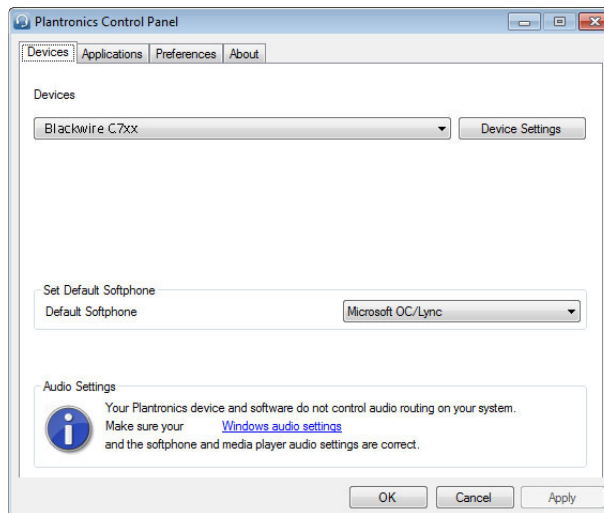 Plantronics Control Panel
Devices Applications Preferences About
Devices
Blackwire C7xx Device Settings
Set Default Softphone
Default Softphone Microsoft OC/Lync
Audio Settings
Your Plantronics device and software do not control audio routing on your system.
Make sure your Windows audio settings
and the softphone and media player audio settings are correct.
OK Cancel Apply